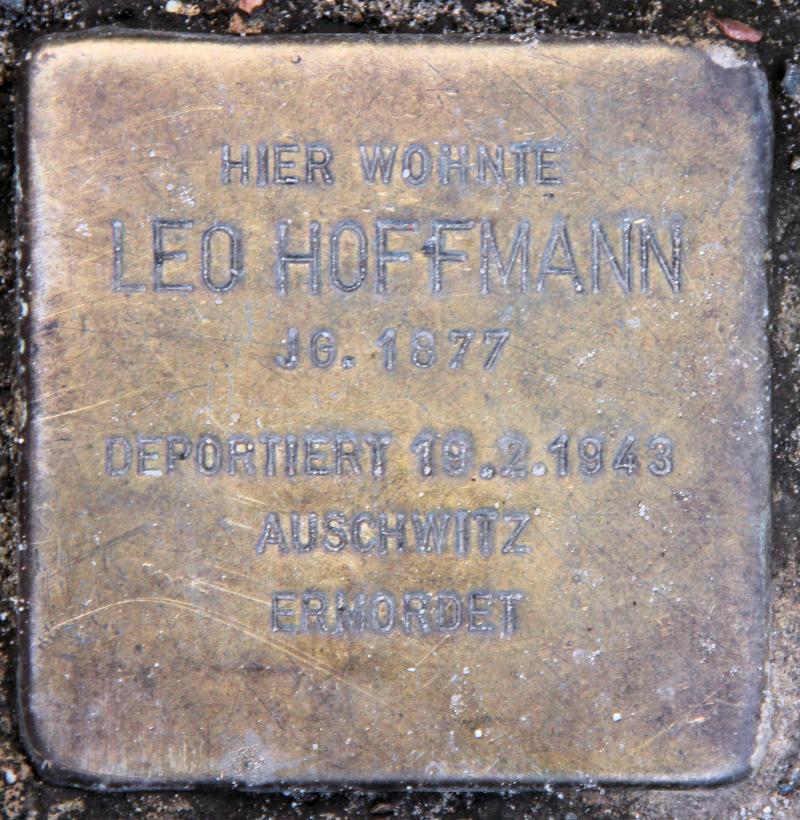 HIER WOHNTE
LEO HOFFMANN
JG. 1877
DEPORTIERT 19.2.1943
AUSCHWITZ
ERMORDET